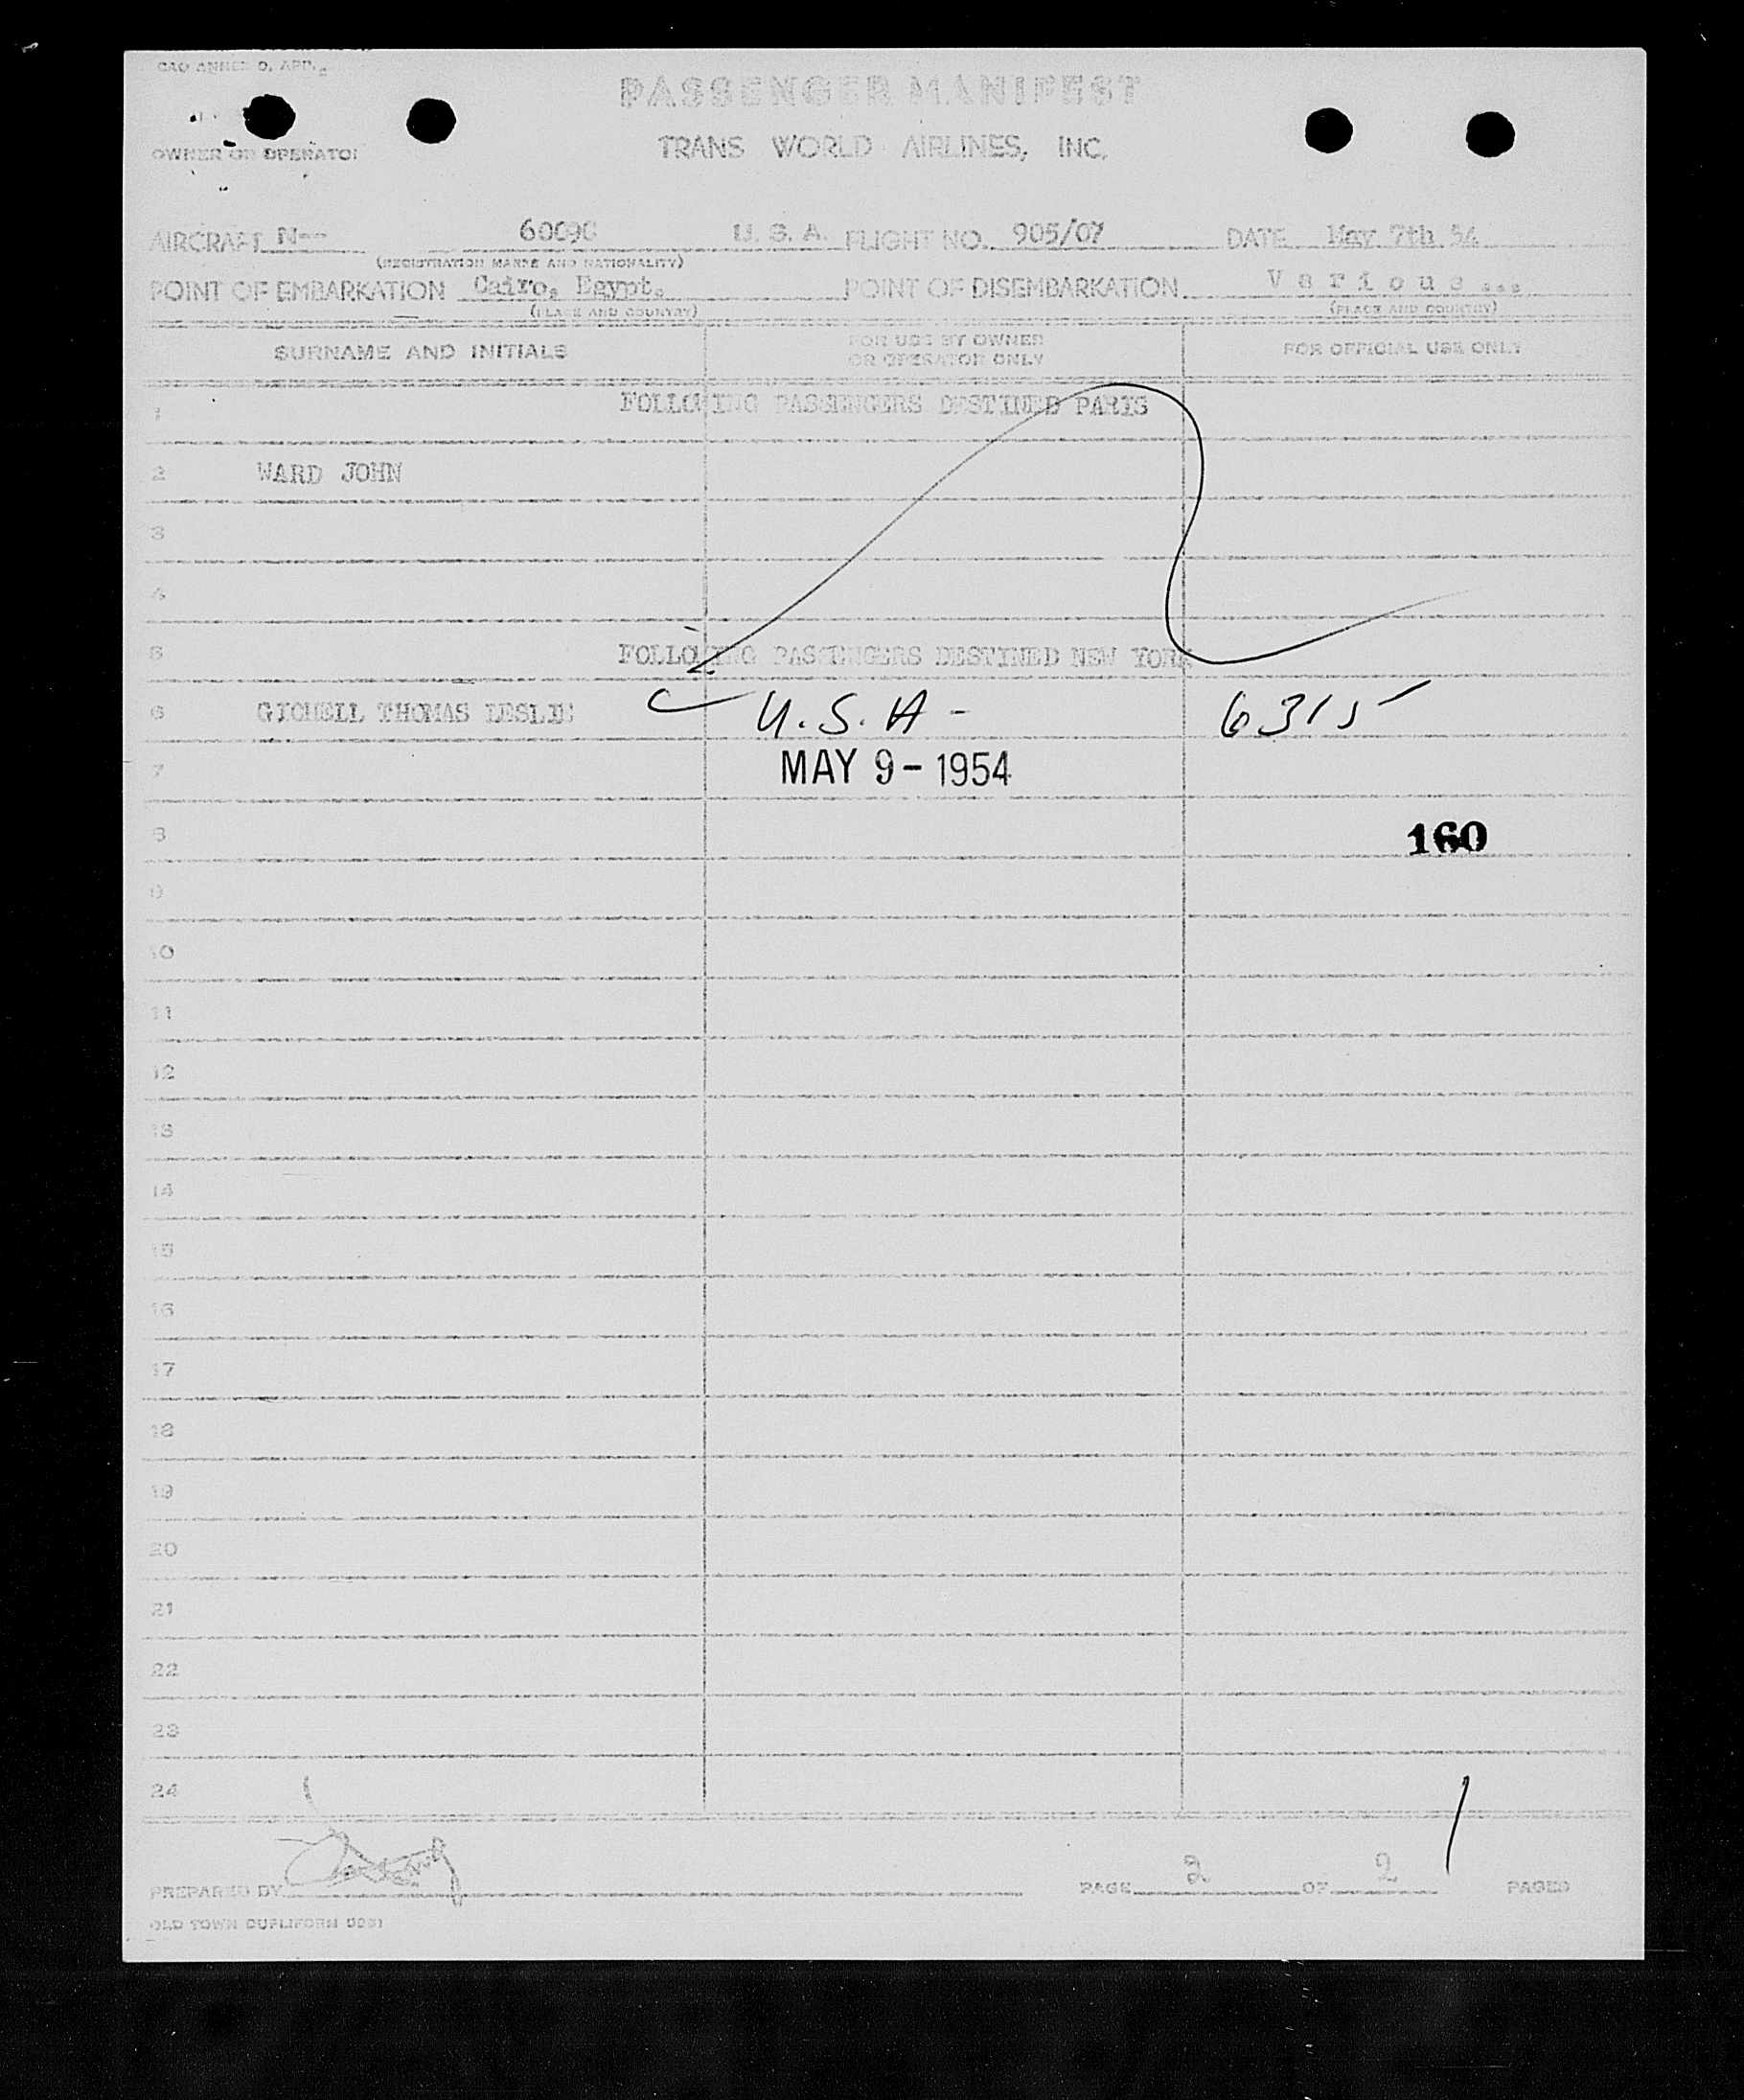 PASSENGER MANIFEST
OWNER OR OPERATOR
TRANS WORLD AIRLINES, INC.
AIRCRAFT N-- U. S. A. FLIGHT NO. 905/07 DATE May 7th 54
(REGISTRATION MARKS AND NATIONALITY)
POINT OF EMBARKATION Cairo, Egypt. POINT OF DISEMBARKATION V a r i o u s ...
(PLACE AND COUNTRY) (PLACE AND COUNTRY)
SURNAME AND INITIALS FOR USE BY OWNER OR OPERATOR ONLY FOR OFFICIAL USE ONLY
1 FOLLOWING PASSENGERS DESTINED PARIS
2 WARD JOHN
3
4
5 FOLLOWING PASSENGERS DESTINED NEW YORK
6 THOMAS LESLIE U.S.A - 6315
7 MAY 9 - 1954
8 160
9
10
11
12
13
14
15
16
17
18
19
20
21
22
23
24
PREPARED BY PAGE 2 OF 2 PAGES
OLD TOWN DUPLIFORM